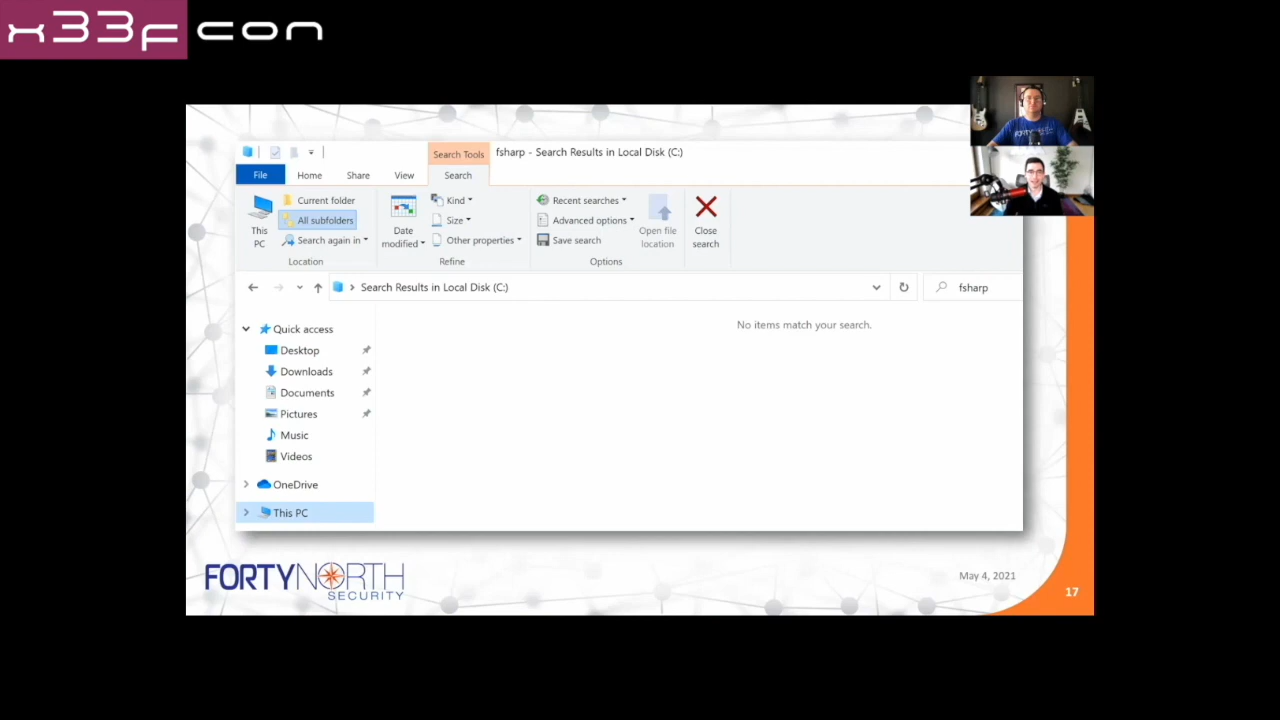 x33fcon
Search Tools fsharp - Search Results in Local Disk (C:)
File Home Share View Search
This PC
Current folder
All subfolders
Search again in
Location
Date modified
Kind
Size
Other properties
Refine
Recent searches
Advanced options
Save search
Options
Open file location
Close search
Search Results in Local Disk (C:)
fsharp
Quick access
Desktop
Downloads
Documents
Pictures
Music
Videos
OneDrive
This PC
No items match your search.
FORTYNORTH
SECURITY
May 4, 2021
17